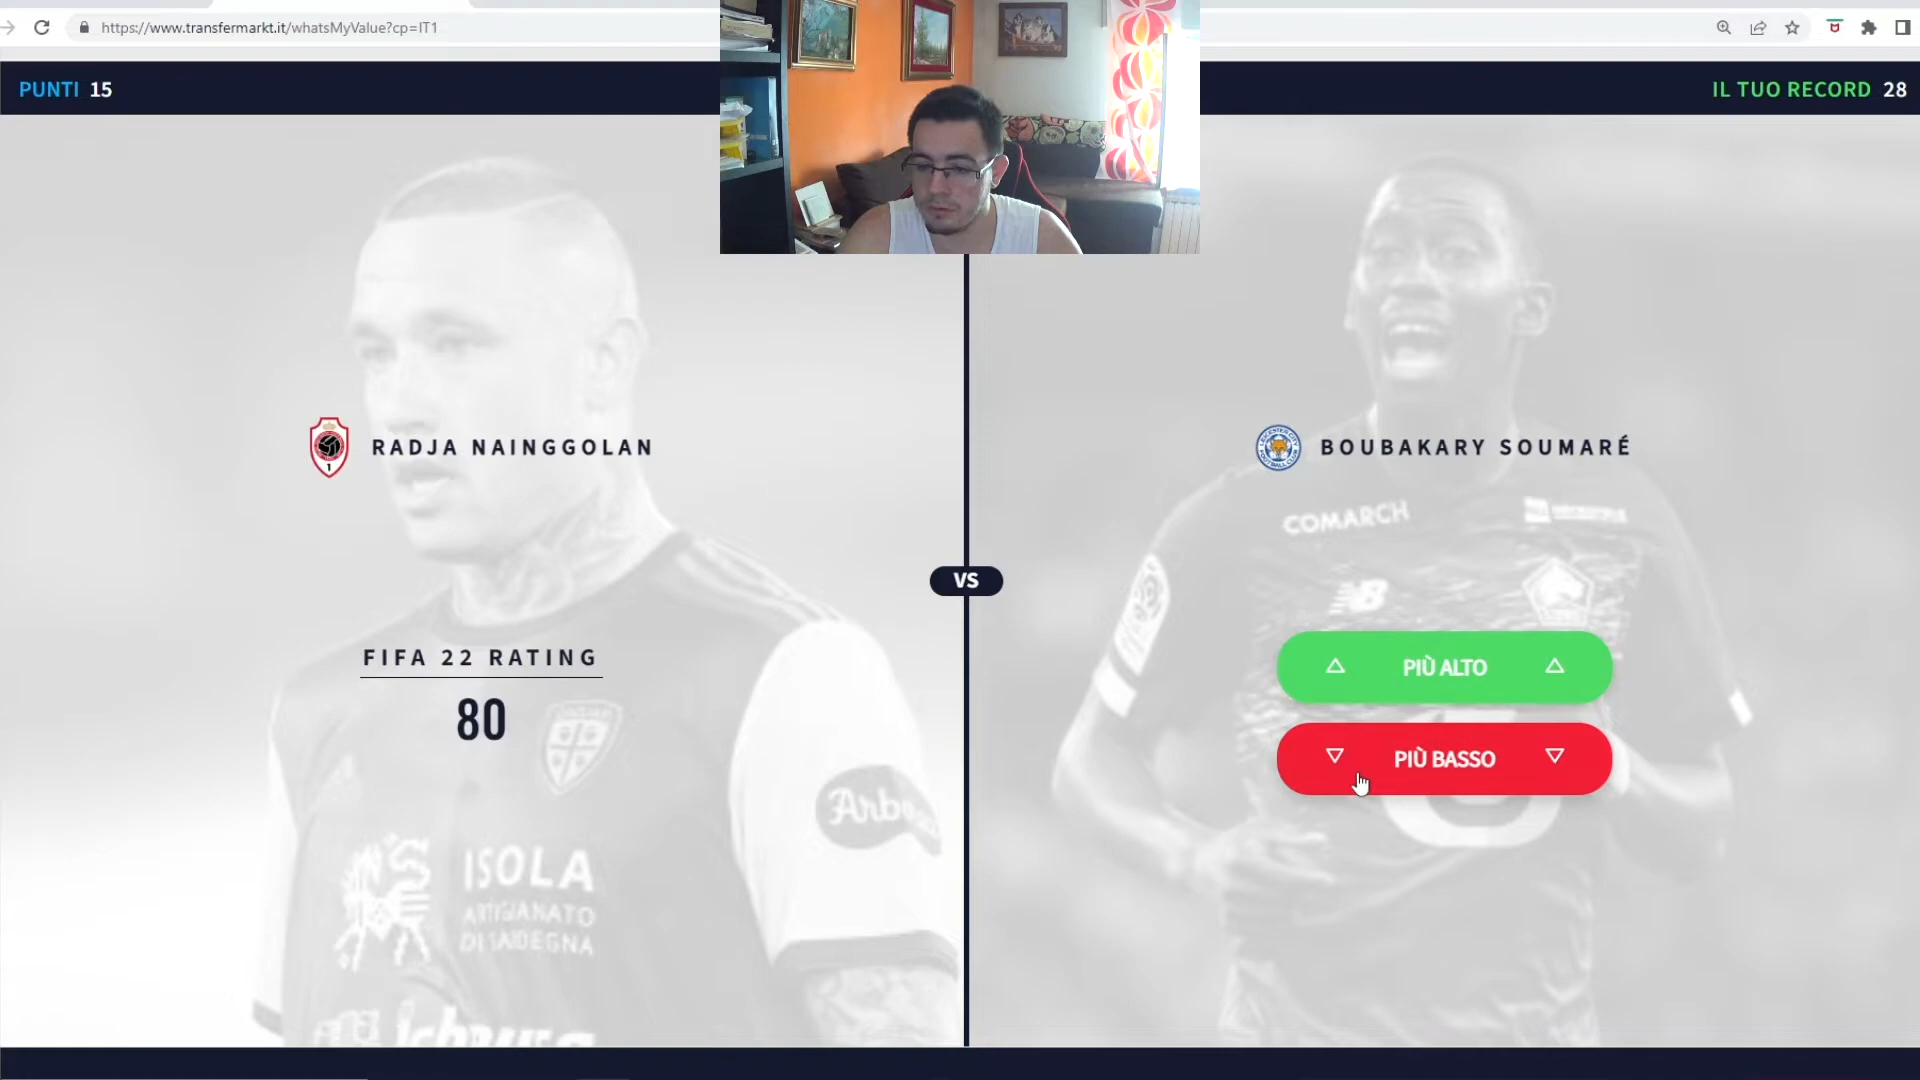 https://www.transfermarkt.it/whatsMyValue?cp=IT1
PUNTI 15
IL TUO RECORD 28
RADJA NAINGGOLAN
BOUBAKARY SOUMARÉ
COMARCH
VS
FIFA 22 RATING
80
PIÙ ALTO
PIÙ BASSO
ISOLA
ARTIGIANATO
DI SARDEGNA